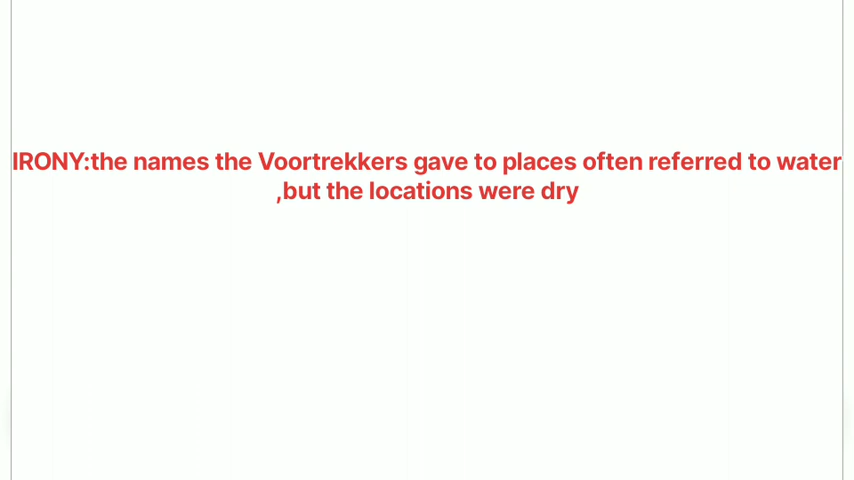 IRONY:the names the Voortrekkers gave to places often referred to water
,but the locations were dry